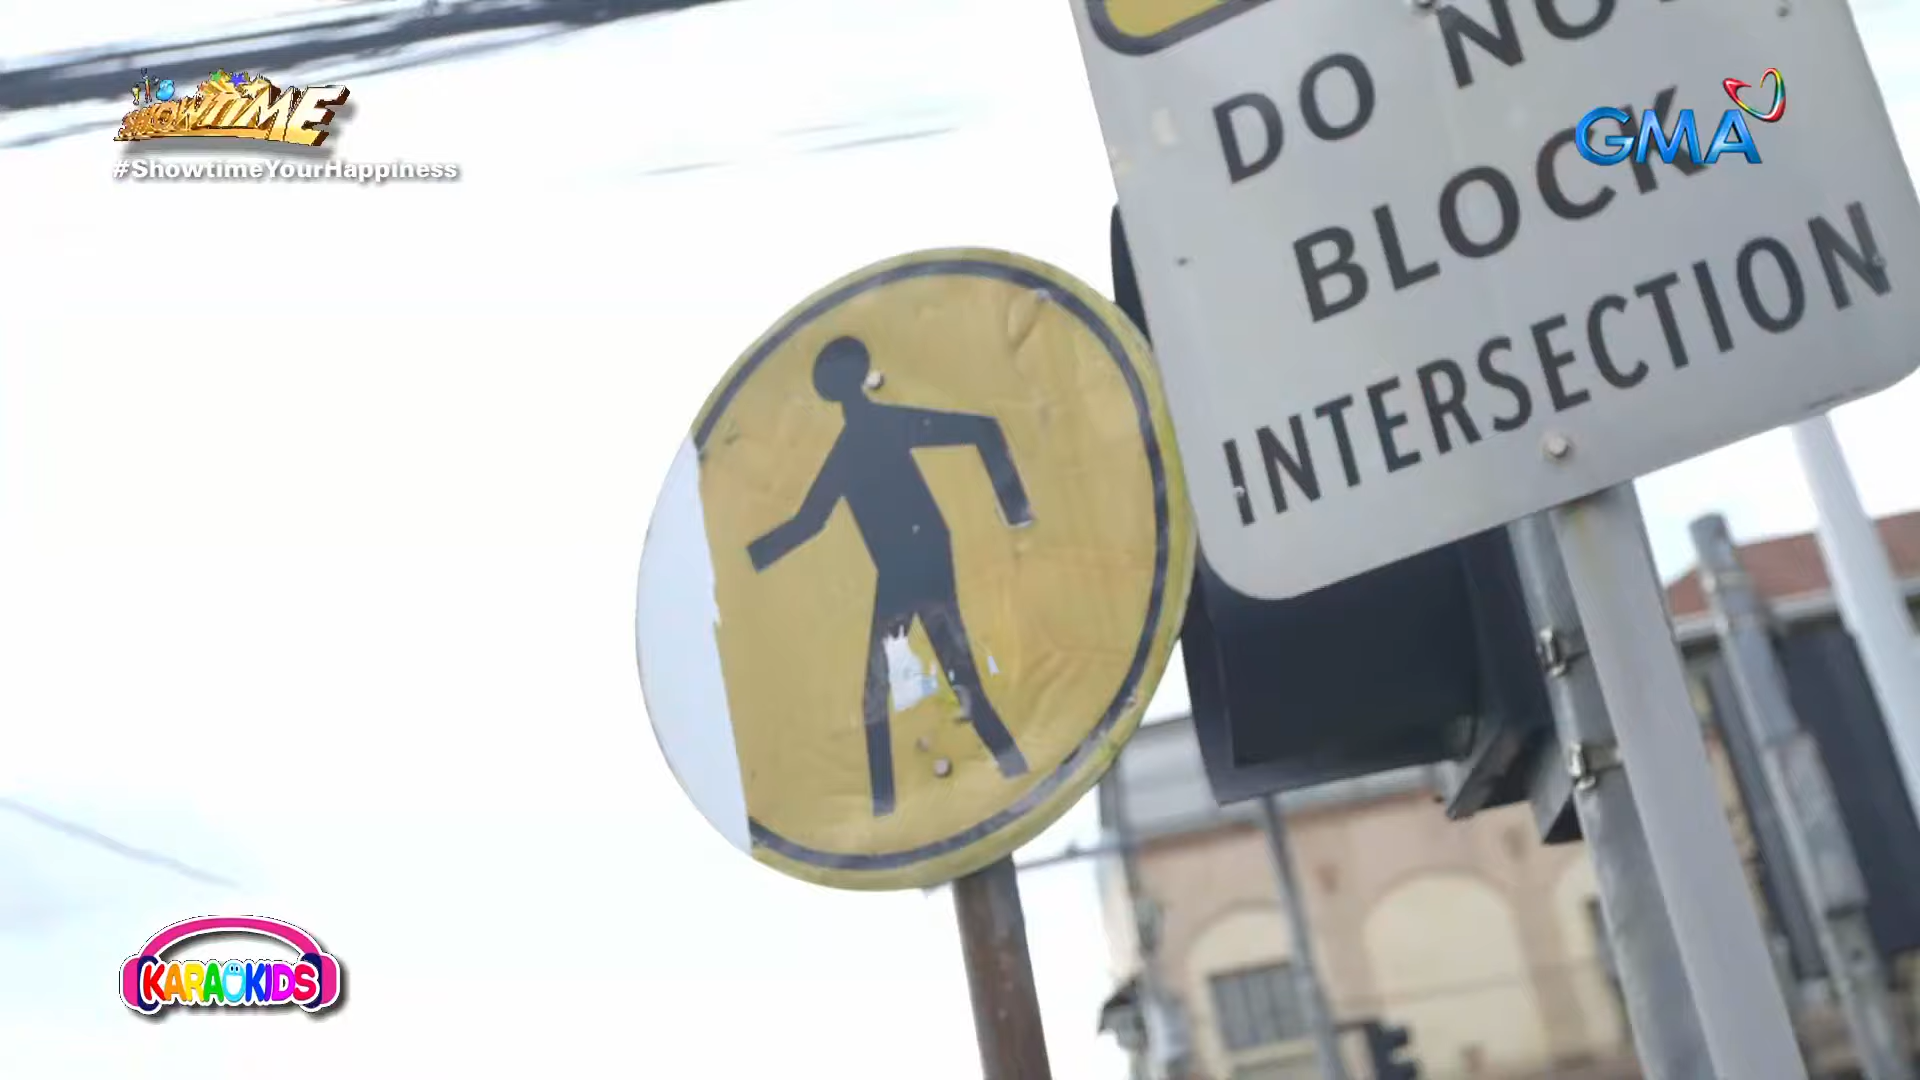 SHOWTIME
#ShowtimeYourHappiness
GMA
DO NOT
BLOCK
INTERSECTION
KARAOKIDS